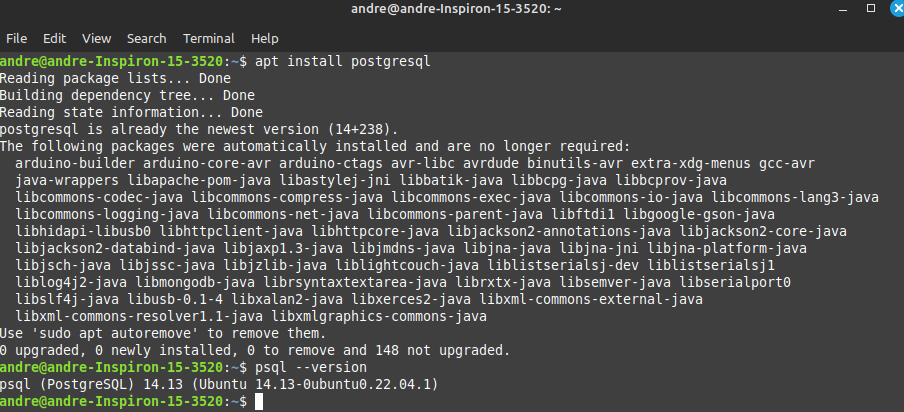 andre@andre-Inspiron-15-3520: ~
File Edit View Search Terminal Help
andre@andre-Inspiron-15-3520:~$ apt install postgresql
Reading package lists... Done
Building dependency tree... Done
Reading state information... Done
postgresql is already the newest version (14+238).
The following packages were automatically installed and are no longer required:
  arduino-builder arduino-core-avr arduino-ctags avr-libc avrdude binutils-avr extra-xdg-menus gcc-avr
  java-wrappers libapache-pom-java libastylej-jni libbatik-java libbcpg-java libbcprov-java
  libcommons-codec-java libcommons-compress-java libcommons-exec-java libcommons-io-java libcommons-lang3-java
  libcommons-logging-java libcommons-net-java libcommons-parent-java libftdi1 libgoogle-gson-java
  libhidapi-libusb0 libhttpclient-java libhttpcore-java libjackson2-annotations-java libjackson2-core-java
  libjackson2-databind-java libjaxp1.3-java libjmdns-java libjna-java libjna-jni libjna-platform-java
  libjsch-java libjssc-java libjzlib-java liblightcouch-java liblistserialsj-dev liblistserialsj1
  liblog4j2-java libmongodb-java librsyntaxtextarea-java librxtx-java libsemver-java libserialport0
  libslf4j-java libusb-0.1-4 libxalan2-java libxerces2-java libxml-commons-external-java
  libxml-commons-resolver1.1-java libxmlgraphics-commons-java
Use 'sudo apt autoremove' to remove them.
0 upgraded, 0 newly installed, 0 to remove and 148 not upgraded.
andre@andre-Inspiron-15-3520:~$ psql --version
psql (PostgreSQL) 14.13 (Ubuntu 14.13-0ubuntu0.22.04.1)
andre@andre-Inspiron-15-3520:~$